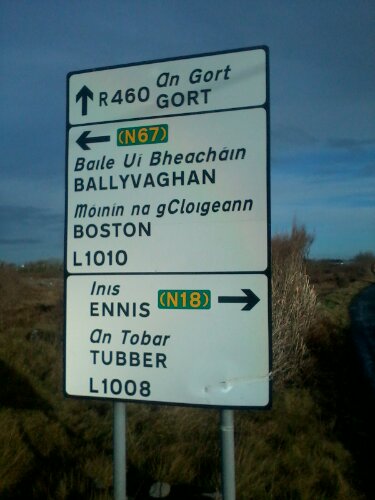 An Gort
R460 GORT
(N67)
Baile Uí Bheacháin
BALLYVAGHAN
Móinín na gCloigeann
BOSTON
L1010
Inis
ENNIS (N18)
An Tobar
TUBBER
L1008